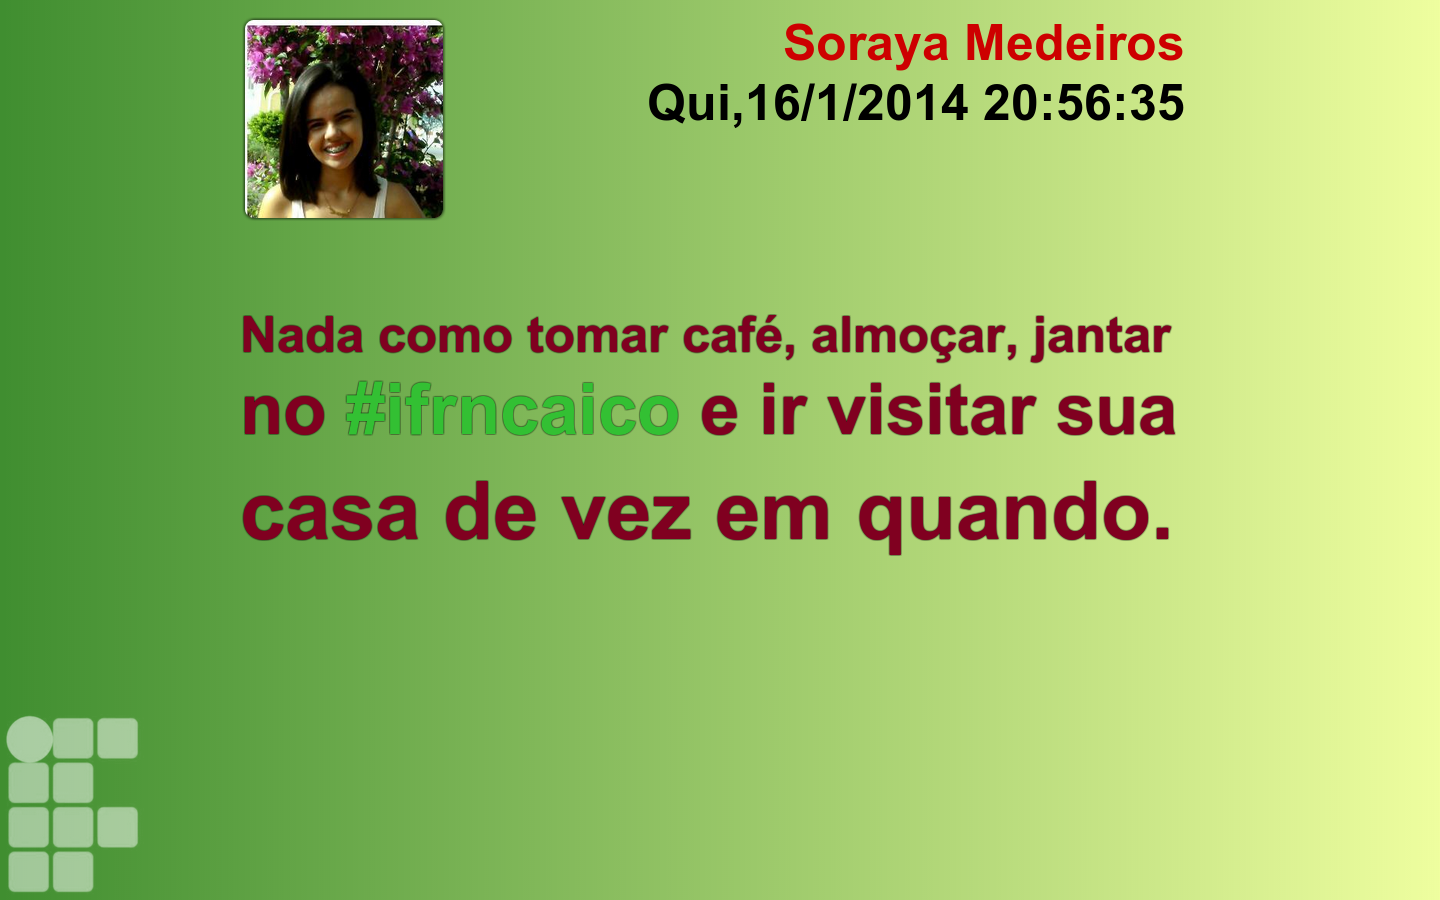 Soraya Medeiros
Qui,16/1/2014 20:56:35
Nada como tomar café, almoçar, jantar
no #ifrncaico e ir visitar sua
casa de vez em quando.